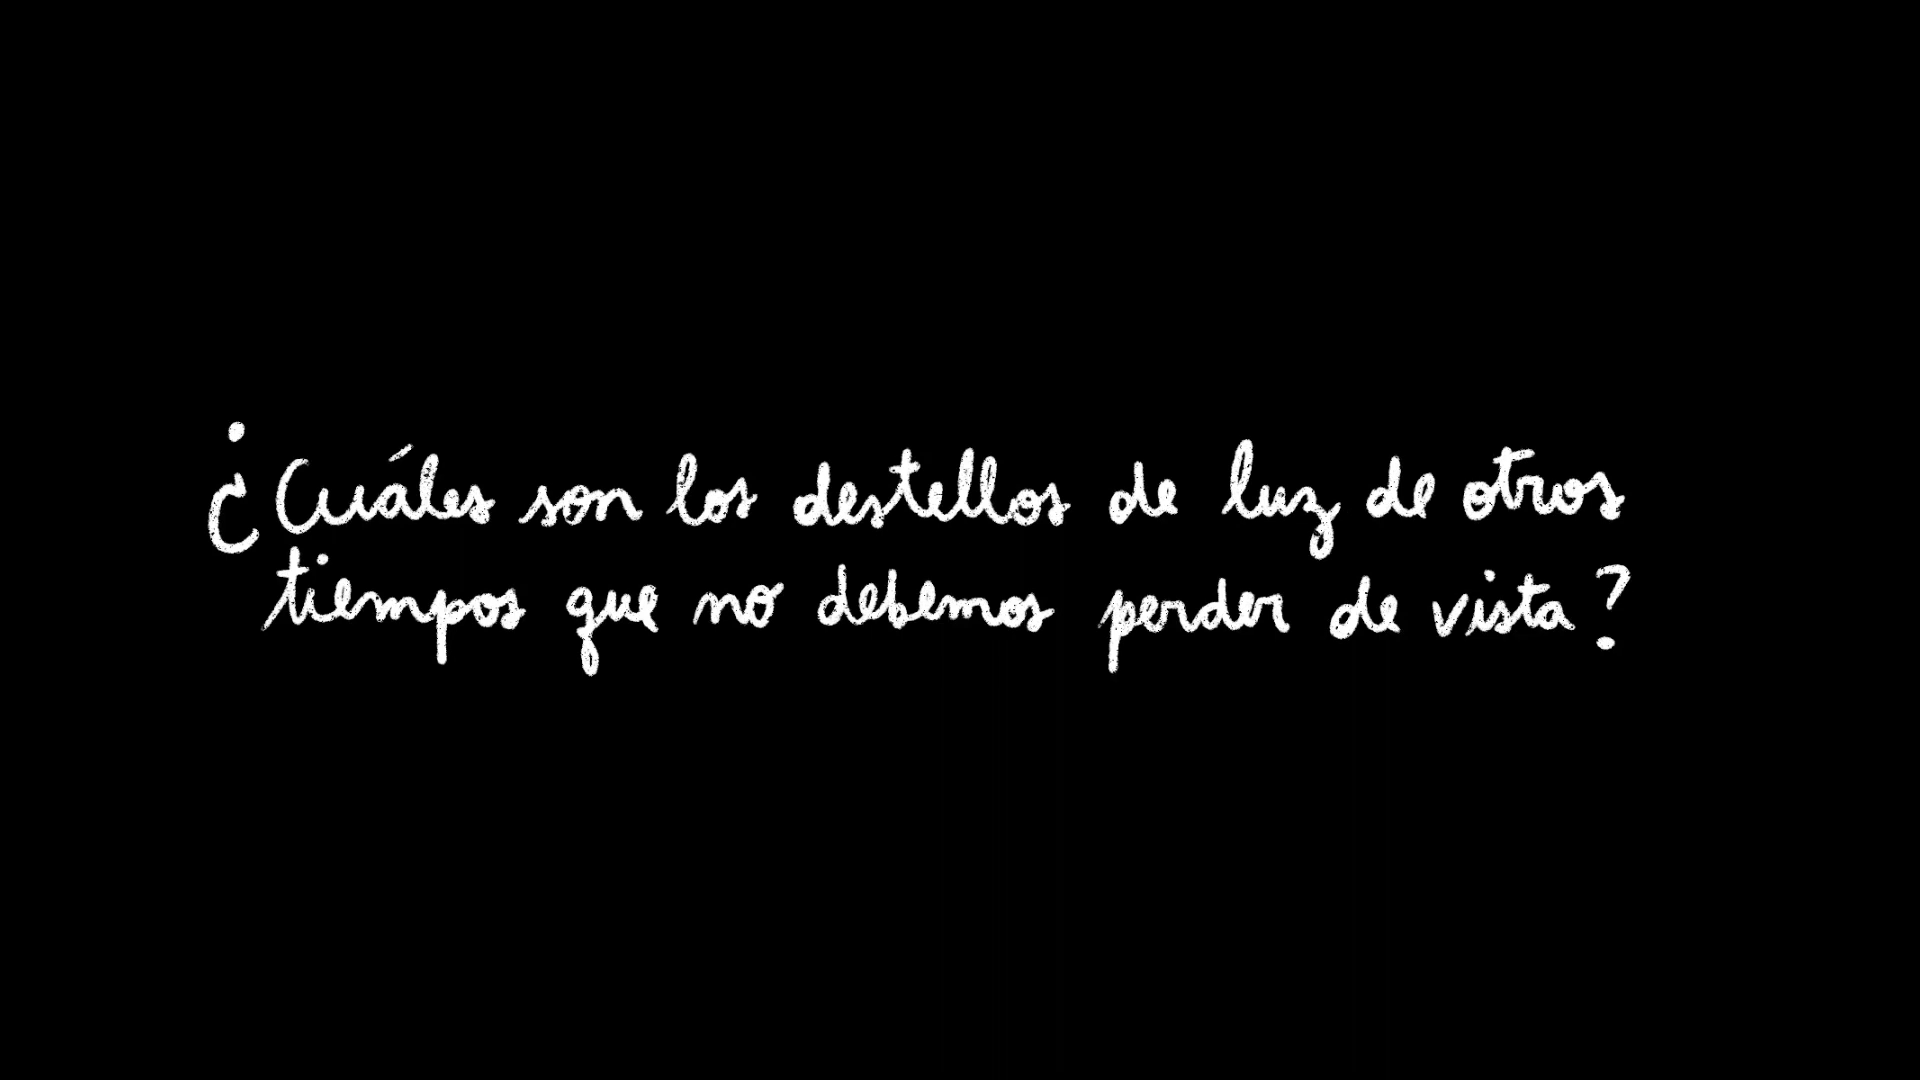 ¿Cuáles son los destellos de luz de otros
tiempos que no debemos perder de vista?